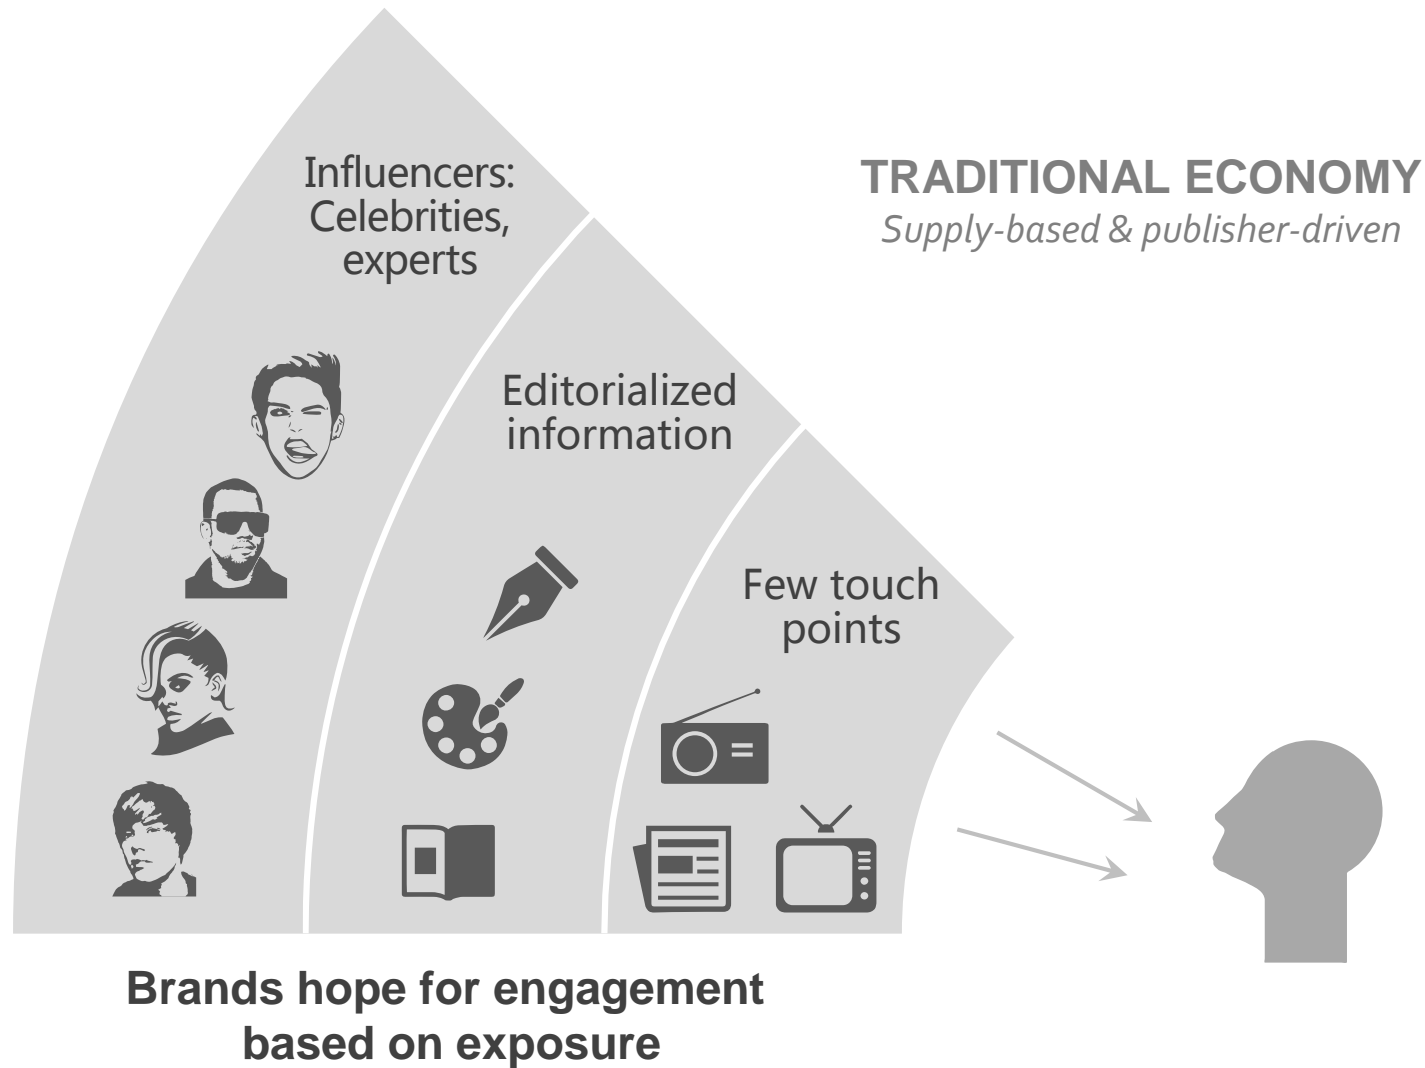 Influencers:
Celebrities,
experts
TRADITIONAL ECONOMY
Supply-based & publisher-driven
Editorialized
information
Few touch
points
Brands hope for engagement
based on exposure